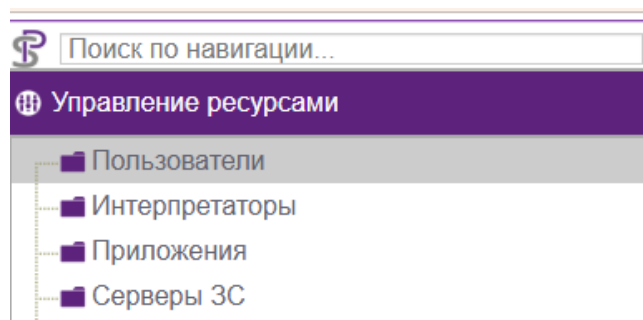 Поиск по навигации...
Управление ресурсами
Пользователи
Интерпретаторы
Приложения
Серверы ЗС